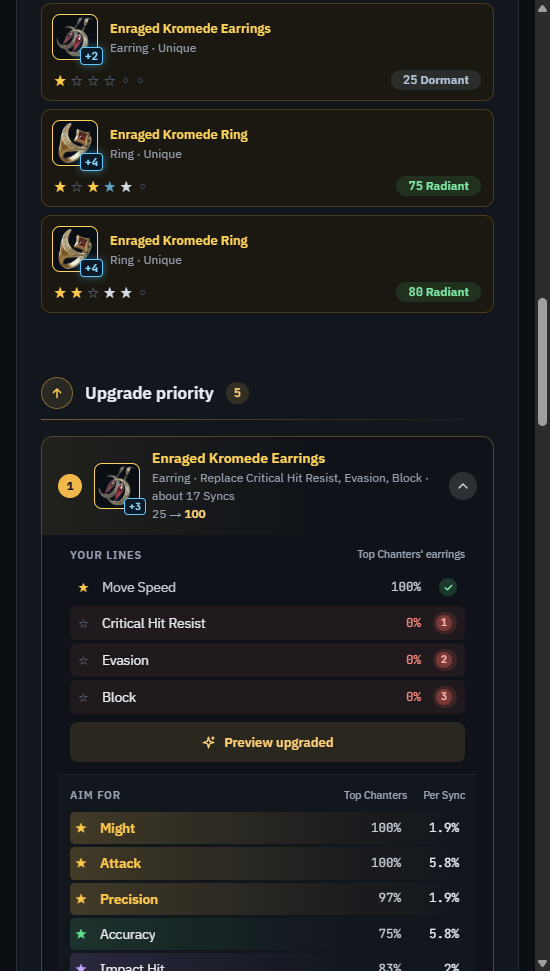 Enraged Kromede Earrings
Earring · Unique
+2
25 Dormant
Enraged Kromede Ring
Ring · Unique
+4
75 Radiant
Enraged Kromede Ring
Ring · Unique
+4
80 Radiant
Upgrade priority 5
1
Enraged Kromede Earrings
Earring · Replace Critical Hit Resist, Evasion, Block ·
about 17 Syncs
+3
25 → 100
YOUR LINES Top Chanters' earrings
Move Speed 100%
Critical Hit Resist 0% 1
Evasion 0% 2
Block 0% 3
Preview upgraded
AIM FOR Top Chanters Per Sync
Might 100% 1.9%
Attack 100% 5.8%
Precision 97% 1.9%
Accuracy 75% 5.8%
Impact Hit 83% 2%